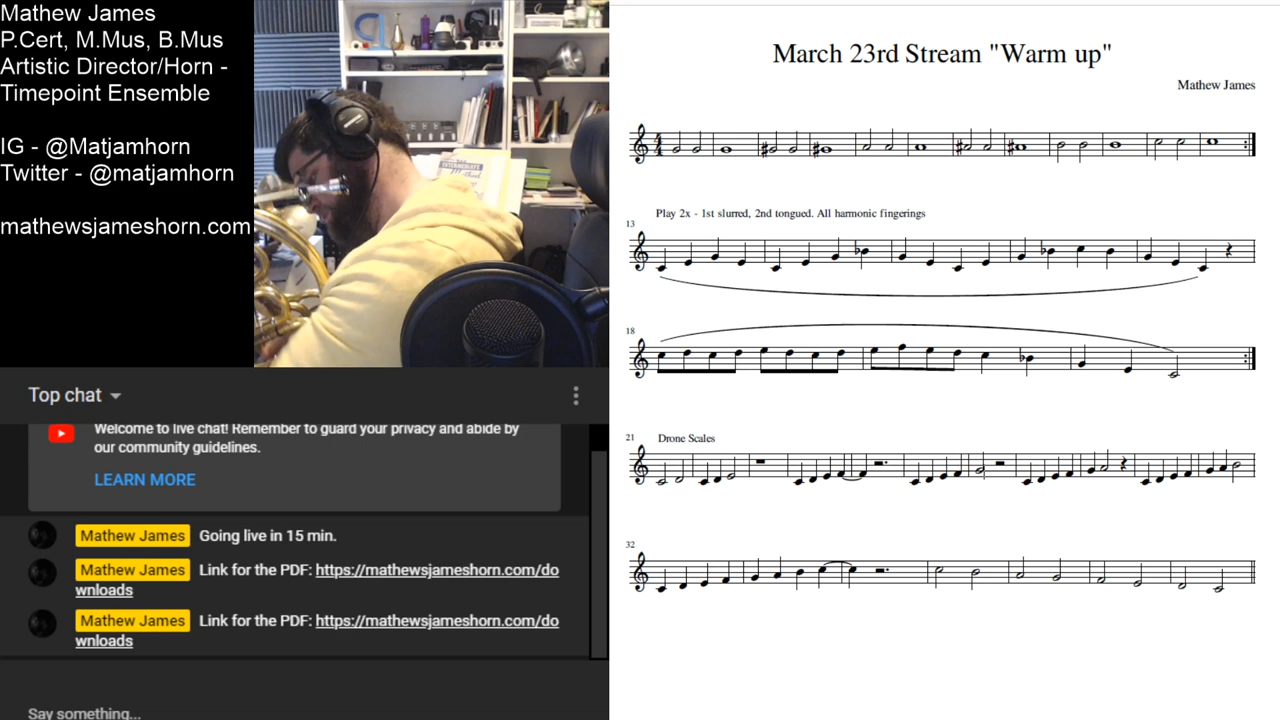 Mathew James
P.Cert, M.Mus, B.Mus
Artistic Director/Horn -
Timepoint Ensemble
IG - @Matjamhorn
Twitter - @matjamhorn
mathewsjameshorn.com
INTERMEDIATE
Method
Top chat
Welcome to live chat! Remember to guard your privacy and abide by
our community guidelines.
LEARN MORE
Mathew James Going live in 15 min.
Mathew James Link for the PDF: https://mathewsjameshorn.com/do
wnloads
Mathew James Link for the PDF: https://mathewsjameshorn.com/do
wnloads
Say something...
March 23rd Stream "Warm up"
Mathew James
4
4
Play 2x - 1st slurred, 2nd tongued. All harmonic fingerings
13
18
21
Drone Scales
32